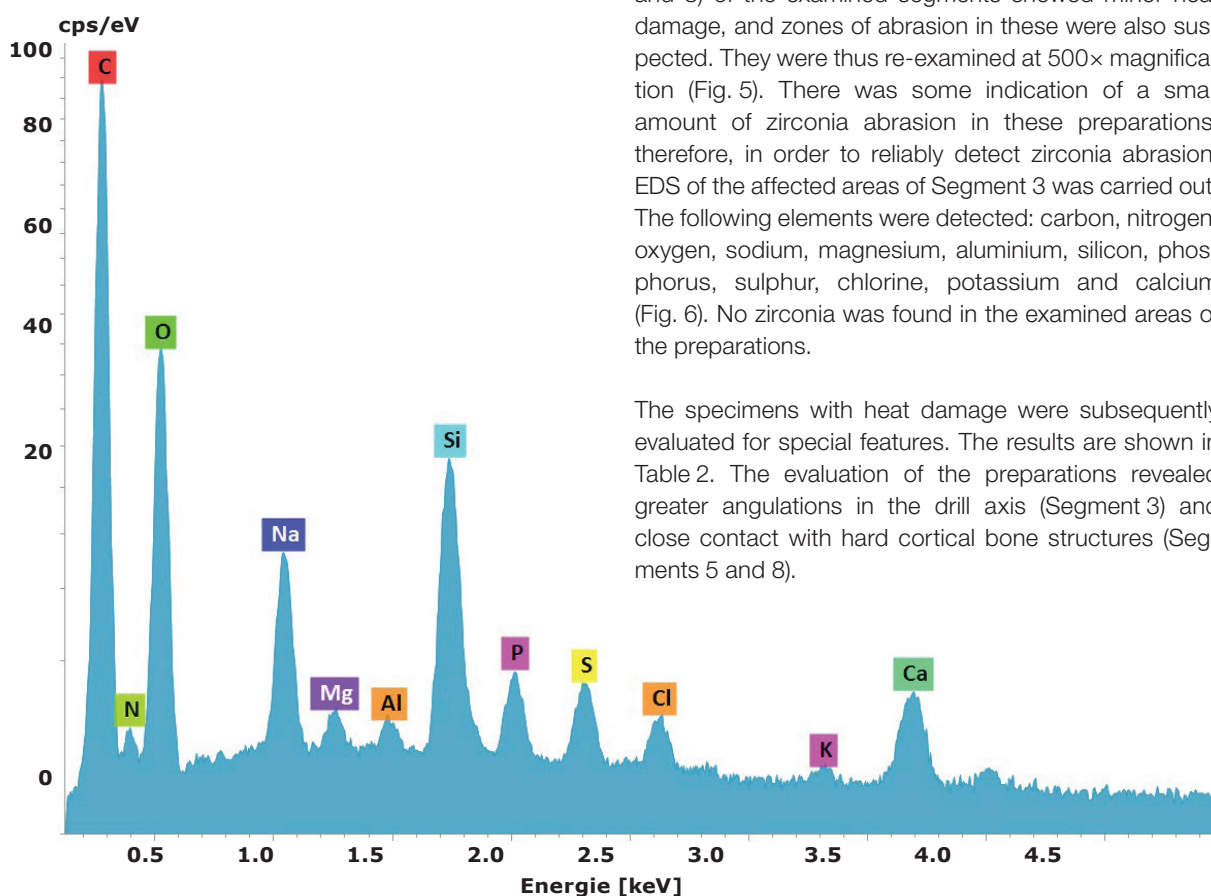 cps/eV
100
80
60
40
20
0
C
N
O
Na
Mg
Al
Si
P
S
Cl
K
Ca
0.5 1.0 1.5 2.0 2.5 3.0 3.5 4.0 4.5
Energie [keV]
damage, and zones of abrasion in these were also sus
pected. They were thus re-examined at 500× magnifica
tion (Fig. 5). There was some indication of a smal
amount of zirconia abrasion in these preparations
therefore, in order to reliably detect zirconia abrasion
EDS of the affected areas of Segment 3 was carried out
The following elements were detected: carbon, nitrogen
oxygen, sodium, magnesium, aluminium, silicon, phos
phorus, sulphur, chlorine, potassium and calcium
(Fig. 6). No zirconia was found in the examined areas o
the preparations.
The specimens with heat damage were subsequently
evaluated for special features. The results are shown in
Table 2. The evaluation of the preparations revealed
greater angulations in the drill axis (Segment 3) and
close contact with hard cortical bone structures (Seg
ments 5 and 8).